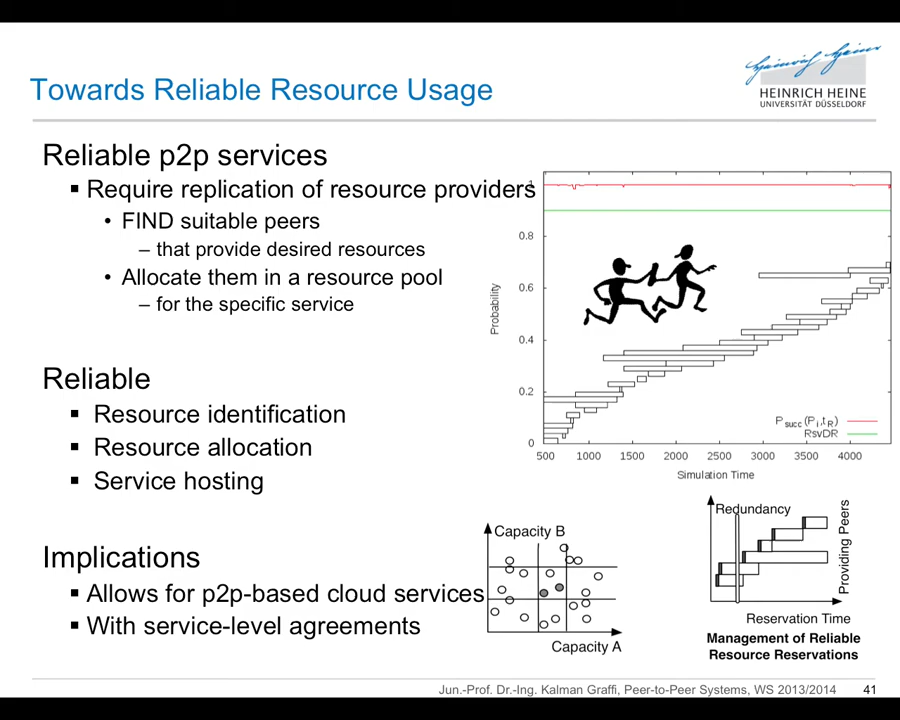 Towards Reliable Resource Usage
Heinrich Heine
HEINRICH HEINE
UNIVERSITÄT DÜSSELDORF
Reliable p2p services
▪ Require replication of resource providers
• FIND suitable peers
– that provide desired resources
• Allocate them in a resource pool
– for the specific service
Reliable
▪ Resource identification
▪ Resource allocation
▪ Service hosting
Implications
▪ Allows for p2p-based cloud services
▪ With service-level agreements
1
0.8
0.6
0.4
0.2
0
Probability
500 1000 1500 2000 2500 3000 3500 4000
Simulation Time
P succ (P i ,t R )
RsvDR
Capacity B
Capacity A
Redundancy
Providing Peers
Reservation Time
Management of Reliable
Resource Reservations
Jun.-Prof. Dr.-Ing. Kalman Graffi, Peer-to-Peer Systems, WS 2013/2014 41